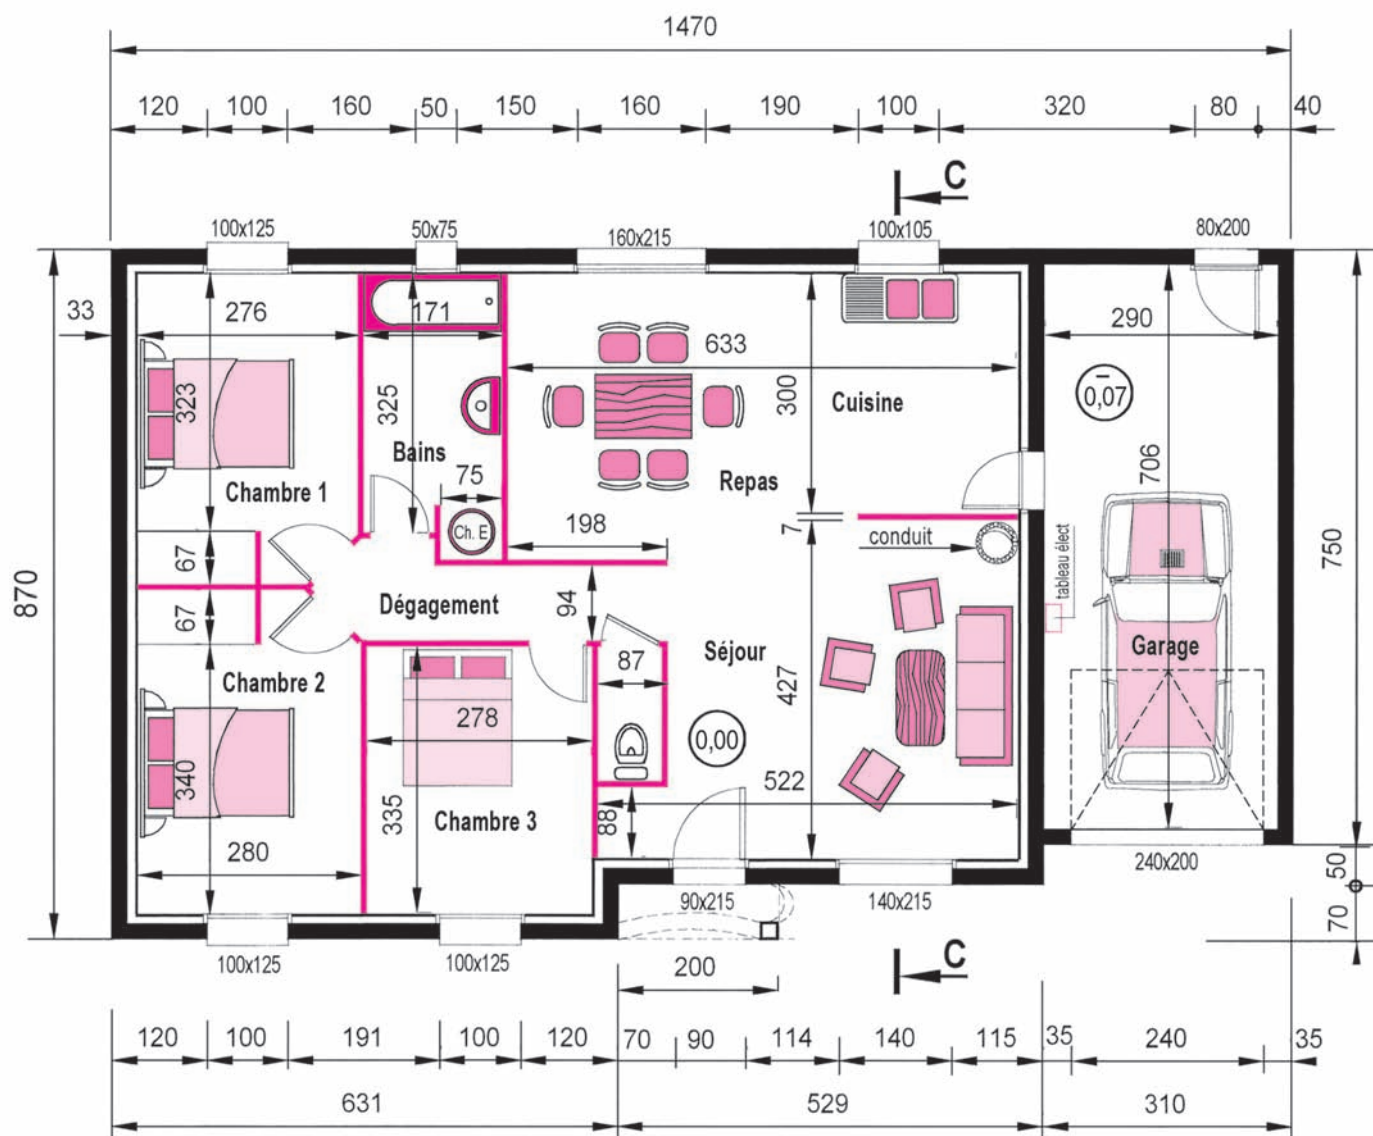 1470
120 100 160 50 150 160 190 100 320 80 40
C
100x125 50x75 160x215 100x105 80x200
33 276 171 633 290
323 325 300 0,07
Cuisine
Bains
706
Chambre 1 75 Repas
Ch. E 198 7 conduit
67 tableau élect 750
870 67 Dégagement 94
Chambre 2 87 Séjour 427 Garage
278 0,00
340 335 Chambre 3 88 522
280 240x200 50
90x215 140x215 70
100x125 100x125 C
200
120 100 191 100 120 70 90 114 140 115 35 240 35
631 529 310